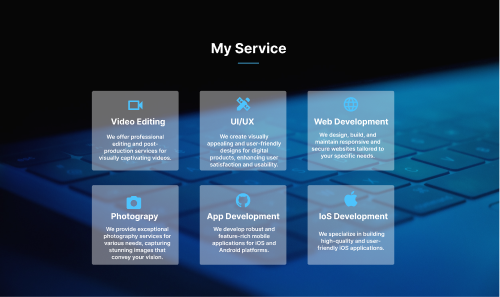 My Service
Video Editing
We offer professional
editing and post-
production services for
visually captivating videos.
UI/UX
We create visually
appealing and user-friendly
designs for digital
products, enhancing user
satisfaction and usability.
Web Development
We design, build, and
maintain responsive and
secure websites tailored to
your specific needs.
Photograpy
We provide exceptional
photography services for
various needs, capturing
stunning images that
convey your vision.
App Development
We develop robust and
feature-rich mobile
applications for iOS and
Android platforms.
IoS Development
We specialize in building
high-quality and user-
friendly iOS applications.